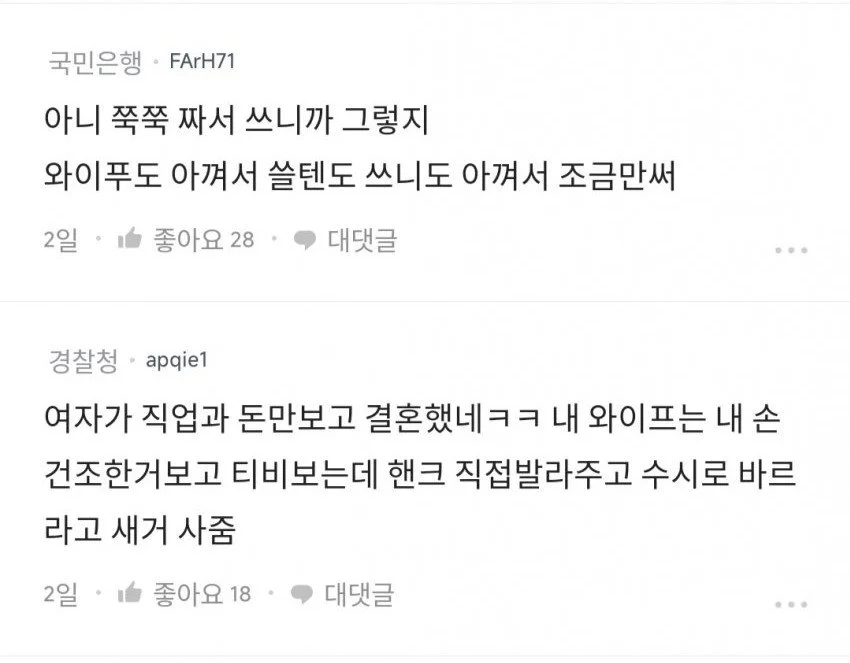 국민은행 · FArH71
아니 쭉쭉 짜서 쓰니까 그렇지
와이푸도 아껴서 쓸텐도 쓰니도 아껴서 조금만써
2일 · 좋아요 28 · 대댓글
경찰청 · apqie1
여자가 직업과 돈만보고 결혼했네ㅋㅋ 내 와이프는 내 손
건조한거보고 티비보는데 핸크 직접발라주고 수시로 바르
라고 새거 사줌
2일 · 좋아요 18 · 대댓글